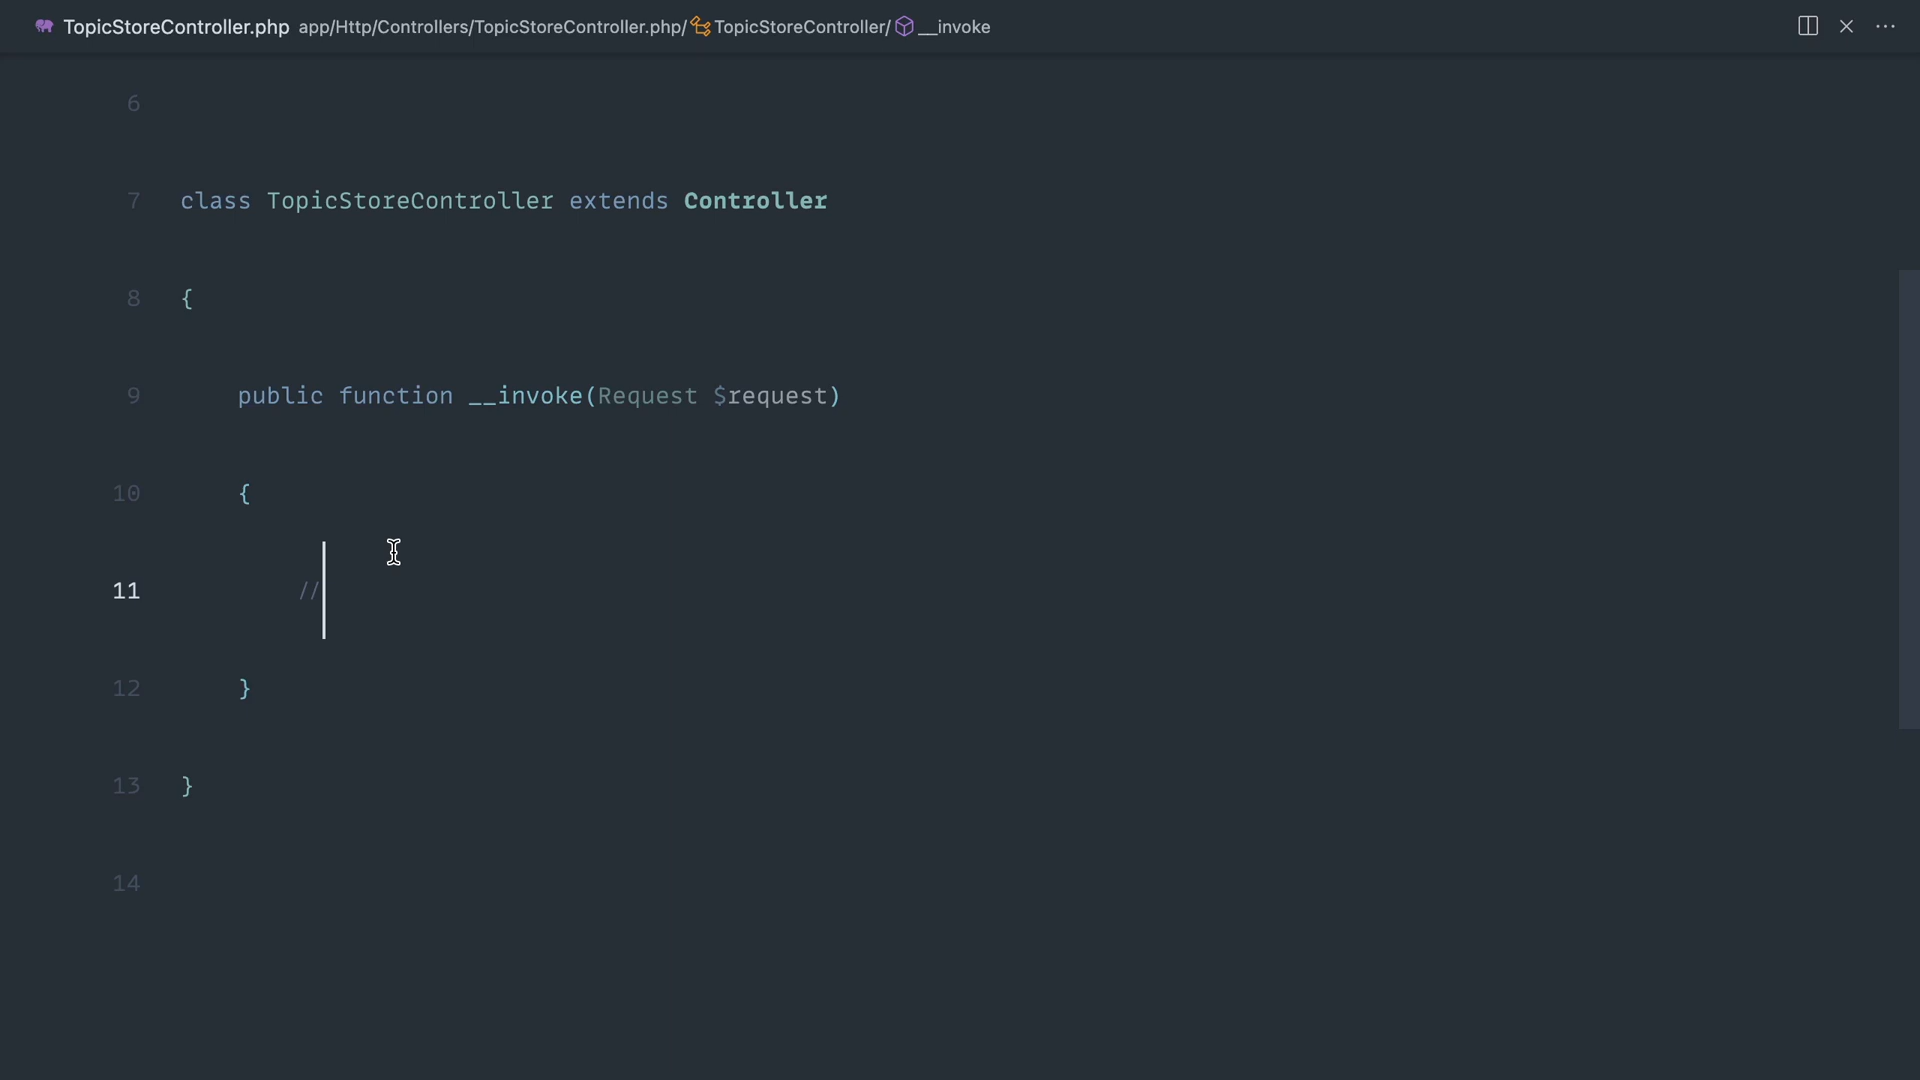 TopicStoreController.php app/Http/Controllers/TopicStoreController.php/ TopicStoreController/ __invoke
6
7 class TopicStoreController extends Controller
8 {
9 public function __invoke(Request $request)
10 {
11 //
12 }
13 }
14